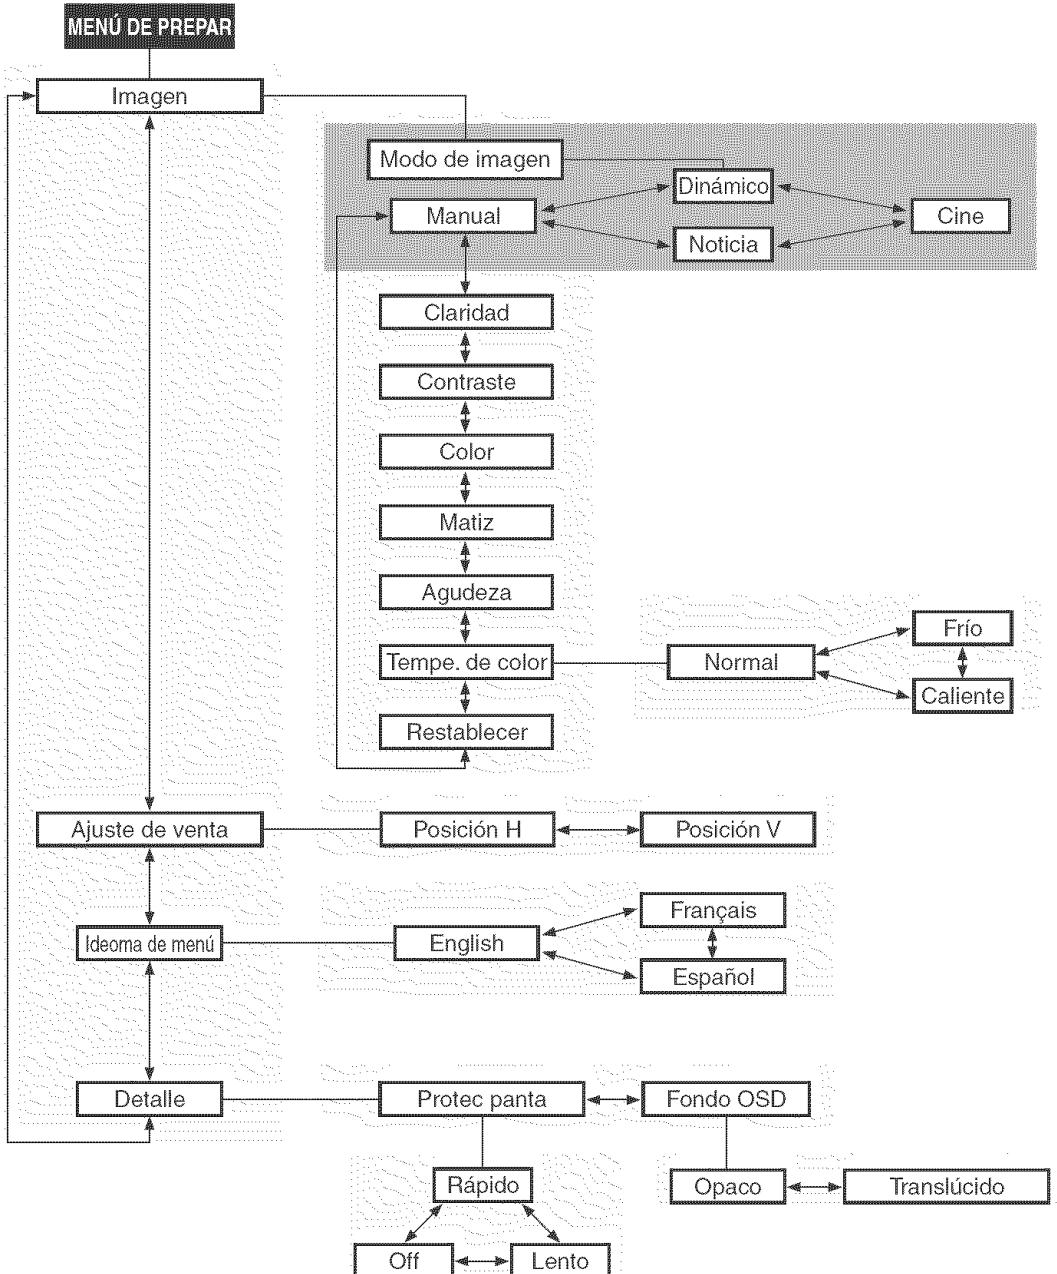 MENÚ DE PREPAR
Imagen
Modo de imagen
Dinámico
Manual
Cine
Noticia
Claridad
Contraste
Color
Matiz
Agudeza
Frío
Tempe. de color
Normal
Caliente
Restablecer
Ajuste de venta
Posición H
Posición V
Français
Ideoma de menú
English
Español
Detalle
Protec panta
Fondo OSD
Rápido
Opaco
Translúcido
Off
Lento